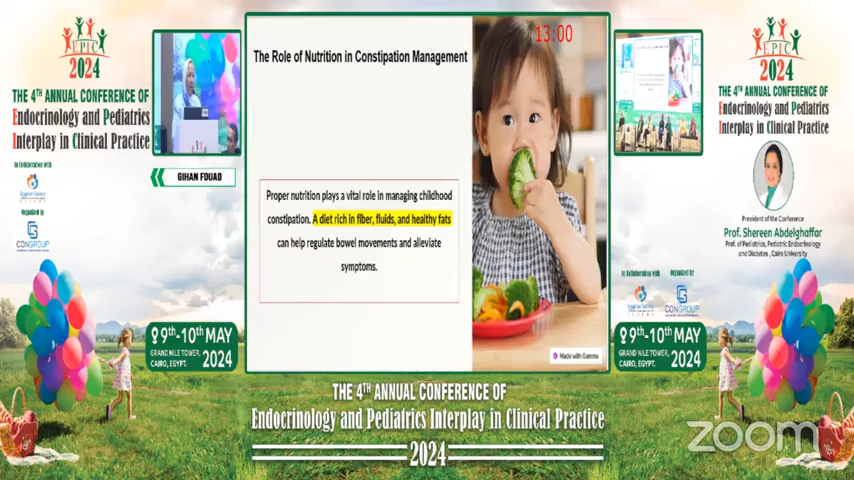 EPIC
2024
THE 4TH ANNUAL CONFERENCE OF
Endocrinology and Pediatrics
Interplay in Clinical Practice
In Collaboration with
Organized by
CONGROUP
9th-10th MAY
GRAND NILE TOWER,
CAIRO, EGYPT.
2024
GIHAN FOUAD
The Role of Nutrition in Constipation Management
13:00
Proper nutrition plays a vital role in managing childhood
constipation. A diet rich in fiber, fluids, and healthy fats
can help regulate bowel movements and alleviate
symptoms.
Made with Gamma
THE 4TH ANNUAL CONFERENCE OF
Endocrinology and Pediatrics Interplay in Clinical Practice
2024
EPIC
2024
THE 4TH ANNUAL CONFERENCE OF
Endocrinology and Pediatrics
Interplay in Clinical Practice
President of the Conference
Prof. Shereen Abdelghaffar
Prof. of Pediatrics, Pediatric Endocrinology
and Diabetes, Cairo University
In Collaboration with
Organized by
CONGROUP
9th-10th MAY
GRAND NILE TOWER,
CAIRO, EGYPT.
2024
zoom